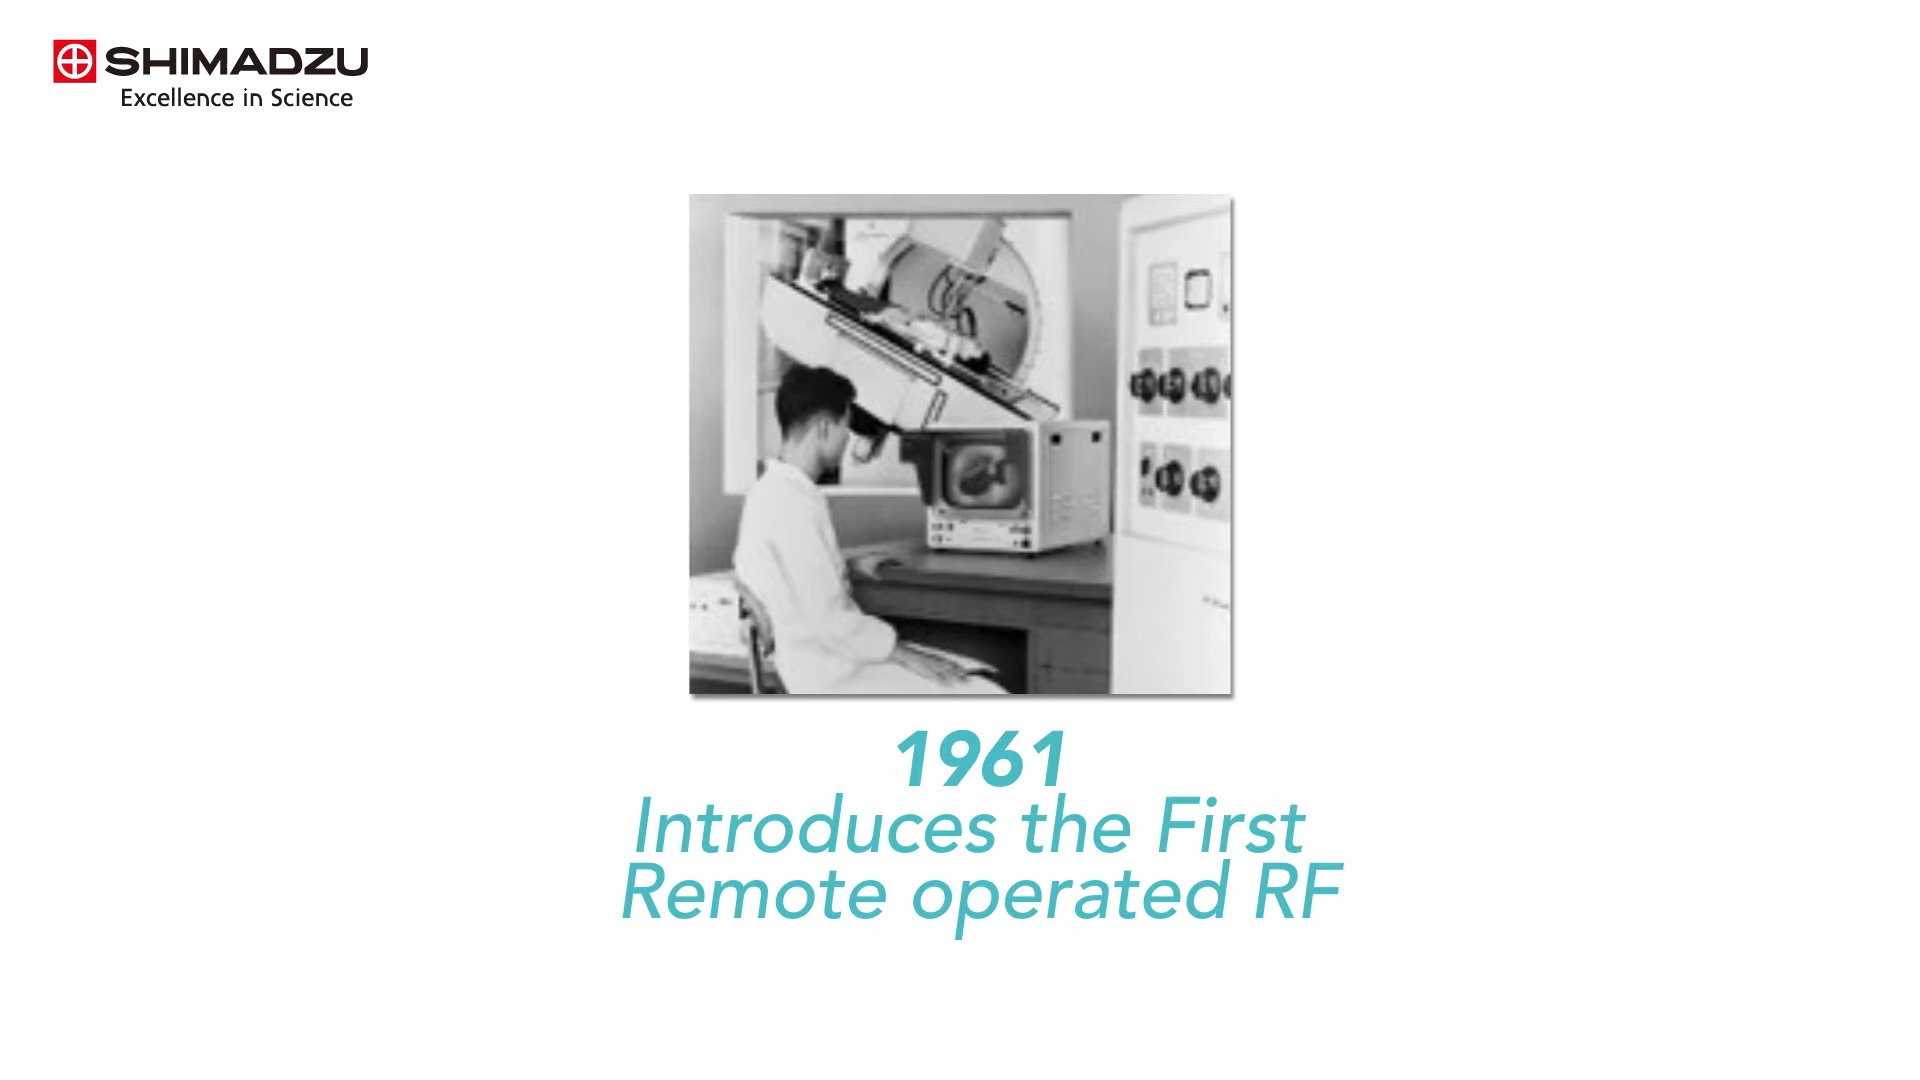 SHIMADZU
Excellence in Science
1961
Introduces the First
Remote operated RF